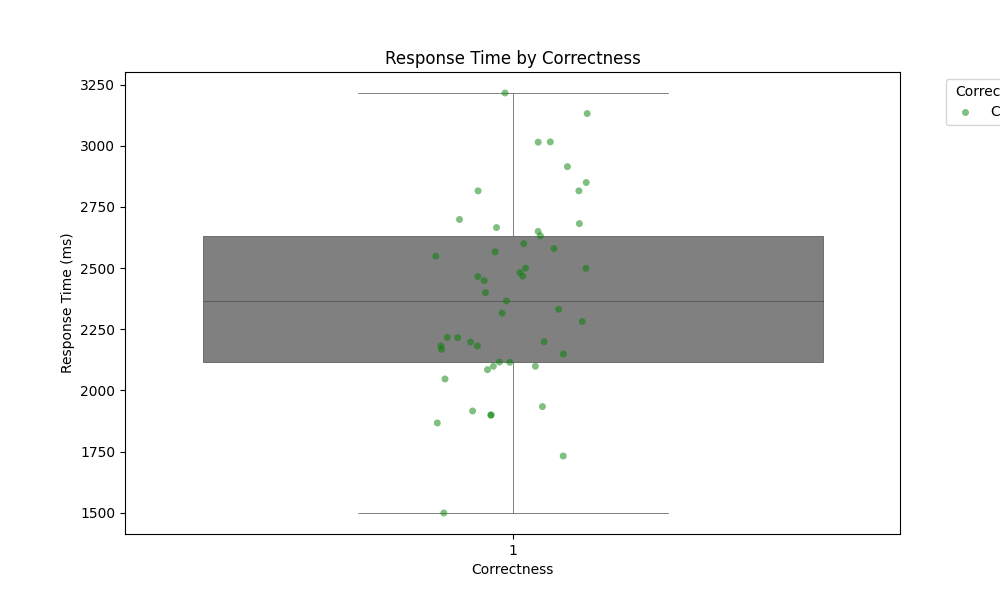 Response Time by Correctness
3250
3000
2750
2500
2250
2000
1750
1500
Response Time (ms)
1
Correctness
Correc
C